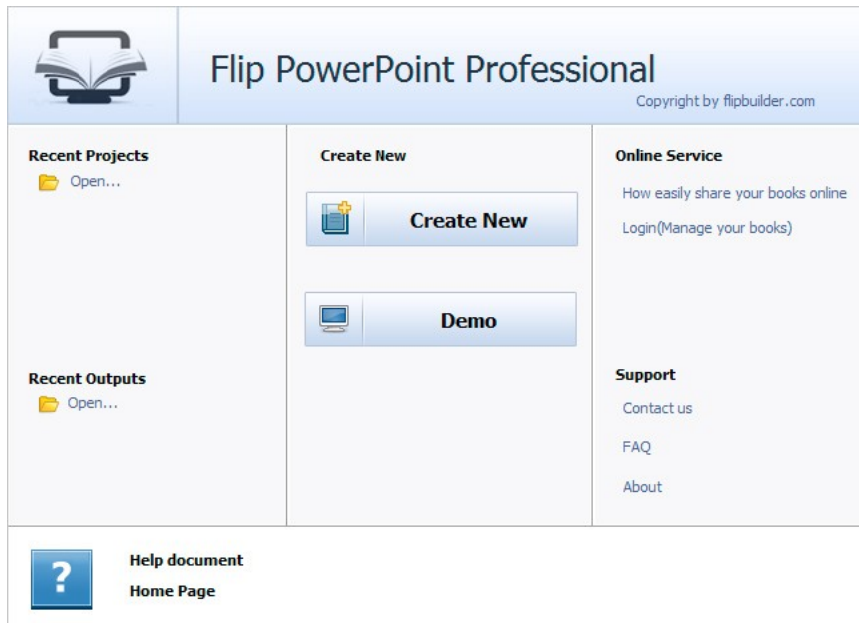 Flip PowerPoint Professional
Copyright by flipbuilder.com
Recent Projects
Open...
Recent Outputs
Open...
Create New
Create New
Demo
Online Service
How easily share your books online
Login(Manage your books)
Support
Contact us
FAQ
About
?
Help document
Home Page